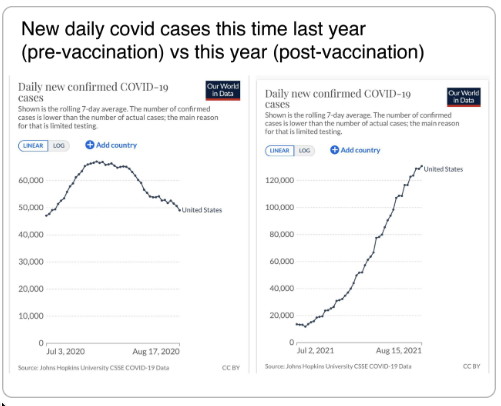 New daily covid cases this time last year
(pre-vaccination) vs this year (post-vaccination)
Daily new confirmed COVID-19
cases
Our World
in Data
Shown is the rolling 7-day average. The number of confirmed
cases is lower than the number of actual cases; the main reason
for that is limited testing.
LINEAR LOG
Add country
60,000
50,000
40,000
30,000
20,000
10,000
0
United States
Jul 3, 2020
Aug 17, 2020
Source: Johns Hopkins University CSSE COVID-19 Data
CC BY
Daily new confirmed COVID-19
cases
Our World
in Data
Shown is the rolling 7-day average. The number of confirmed
cases is lower than the number of actual cases; the main reason
for that is limited testing.
LINEAR LOG
Add country
120,000
100,000
80,000
60,000
40,000
20,000
0
United States
Jul 2, 2021
Aug 15, 2021
Source: Johns Hopkins University CSSE COVID-19 Data
CC BY